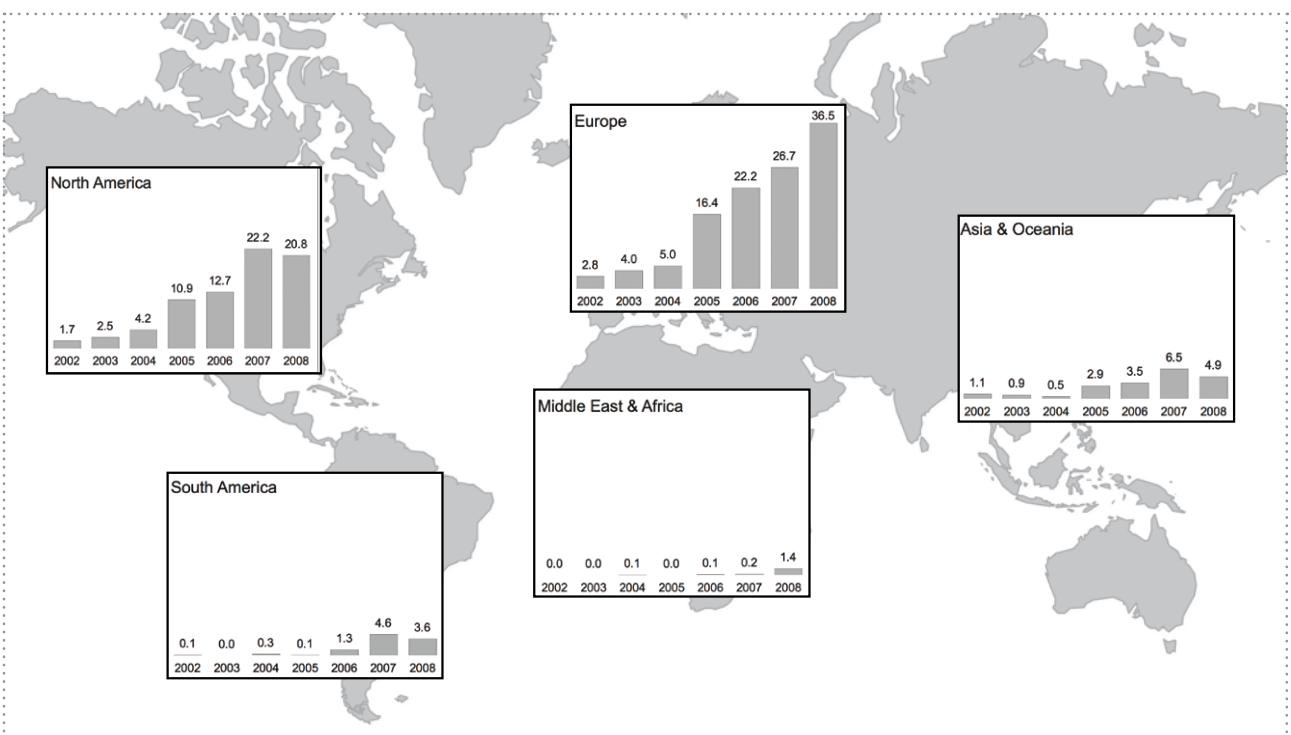 North America
1.7 2.5 4.2 10.9 12.7 22.2 20.8
2002 2003 2004 2005 2006 2007 2008
Europe
2.8 4.0 5.0 16.4 22.2 26.7 36.5
2002 2003 2004 2005 2006 2007 2008
Asia & Oceania
1.1 0.9 0.5 2.9 3.5 6.5 4.9
2002 2003 2004 2005 2006 2007 2008
Middle East & Africa
0.0 0.0 0.1 0.0 0.1 0.2 1.4
2002 2003 2004 2005 2006 2007 2008
South America
0.1 0.0 0.3 0.1 1.3 4.6 3.6
2002 2003 2004 2005 2006 2007 2008